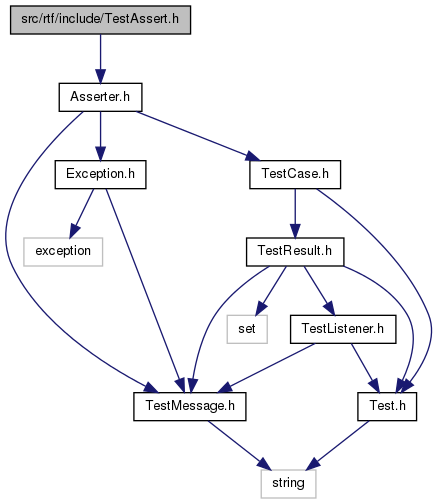 src/rtf/include/TestAssert.h
Asserter.h
Exception.h
TestCase.h
exception
TestResult.h
set
TestListener.h
TestMessage.h
Test.h
string